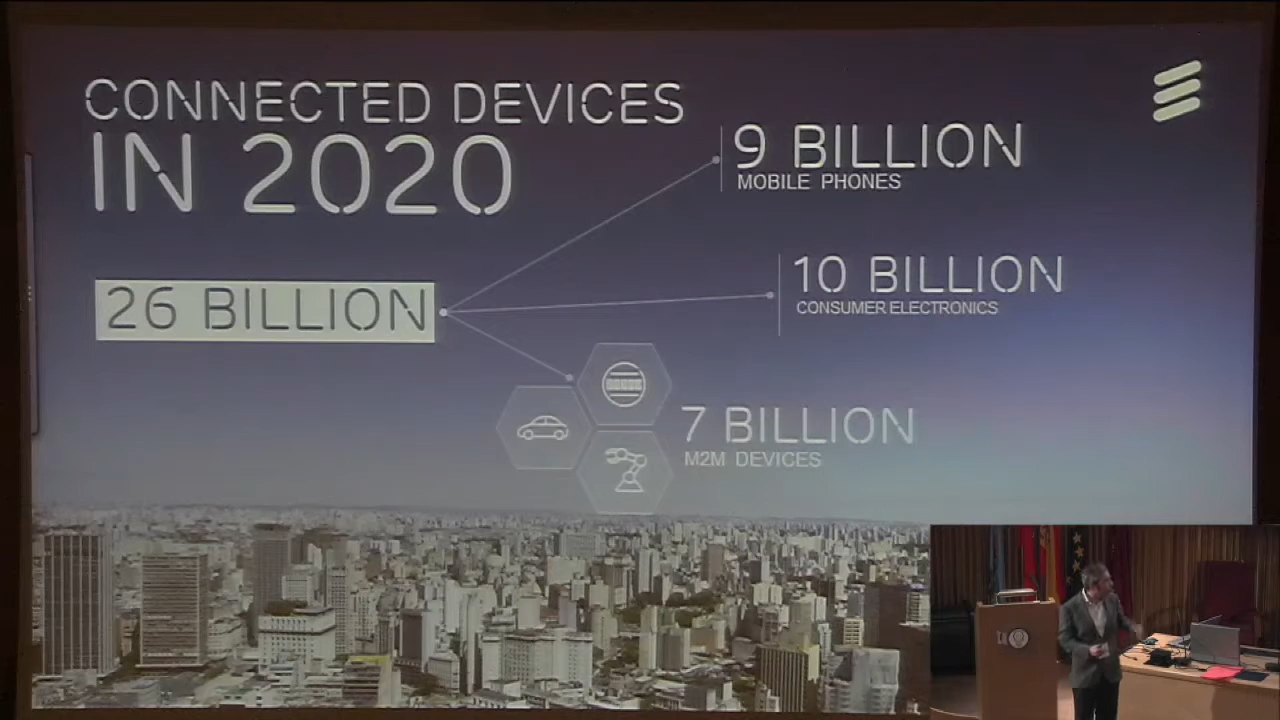 CONNECTED DEVICES
IN 2020
9 BILLION
MOBILE PHONES
10 BILLION
CONSUMER ELECTRONICS
26 BILLION
7 BILLION
M2M DEVICES